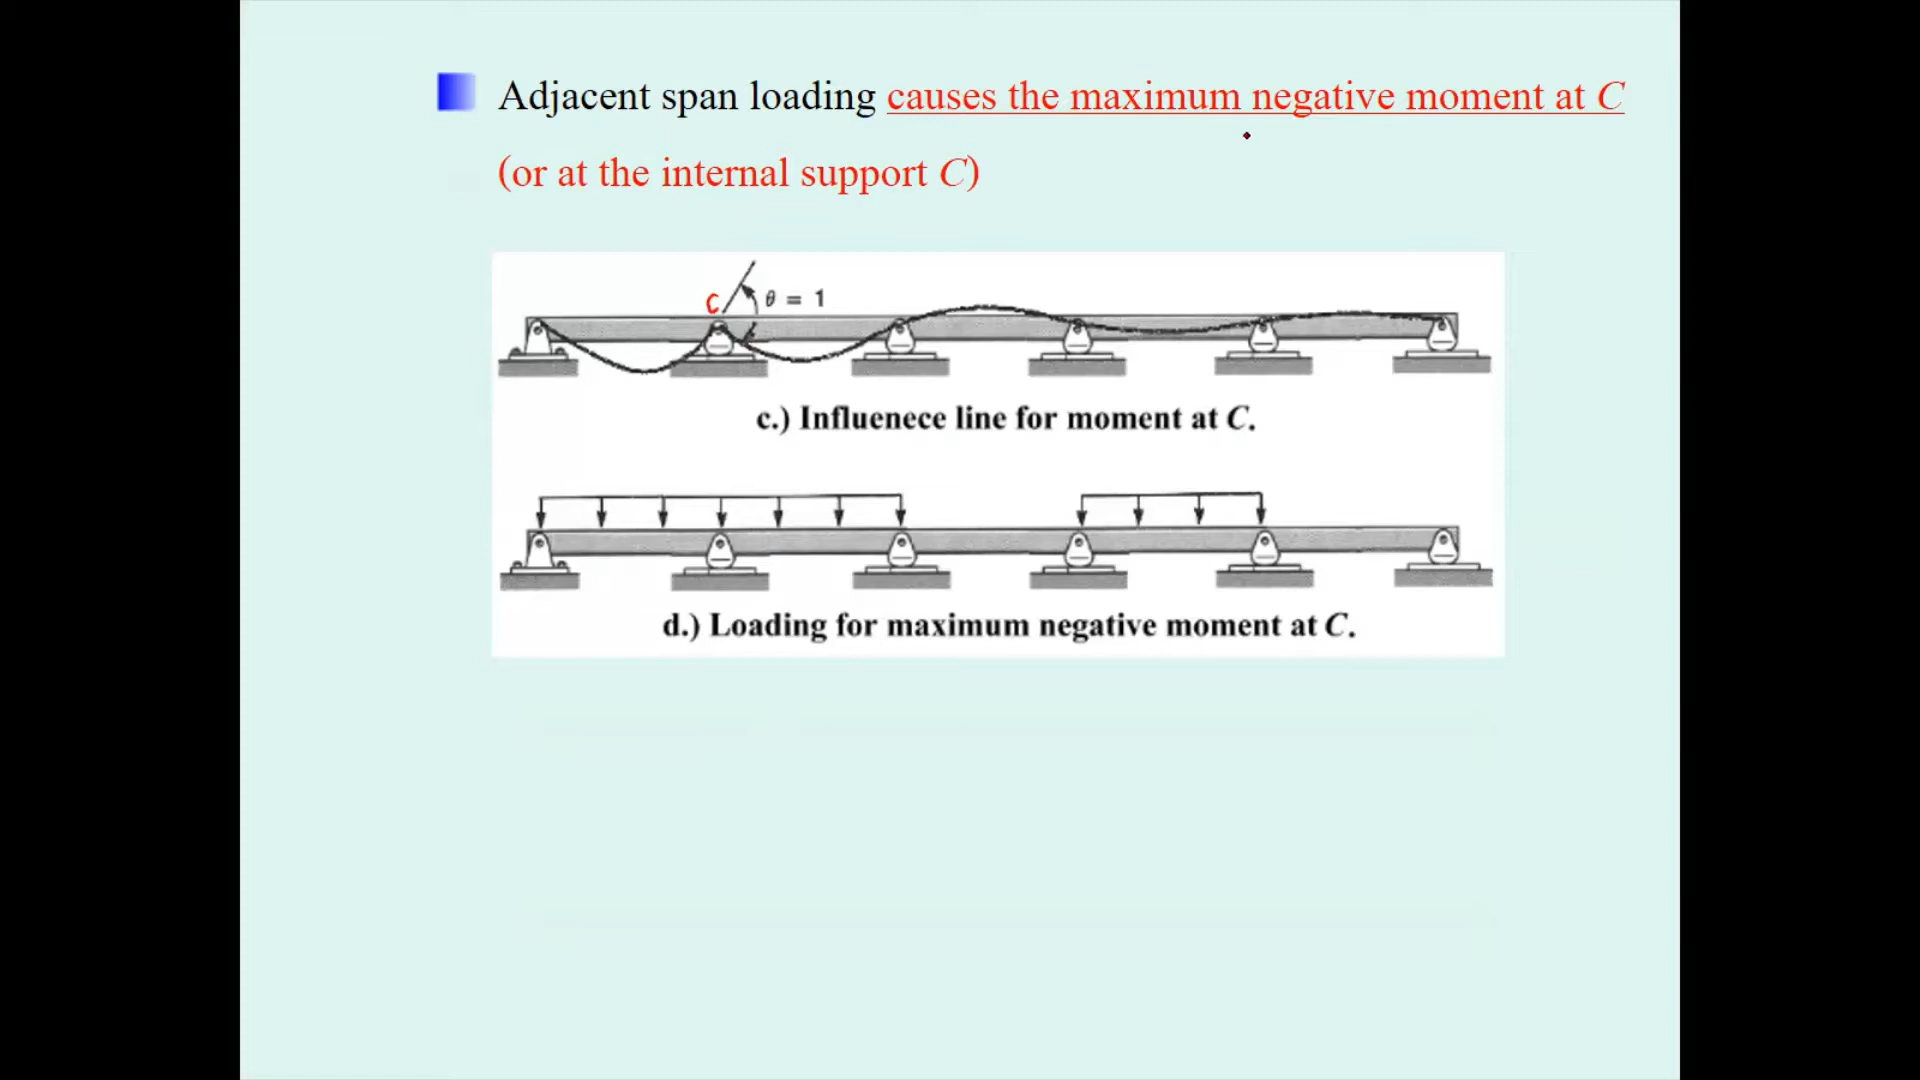 Adjacent span loading causes the maximum negative moment at C
(or at the internal support C)
C
θ = 1
c.) Influenece line for moment at C.
d.) Loading for maximum negative moment at C.